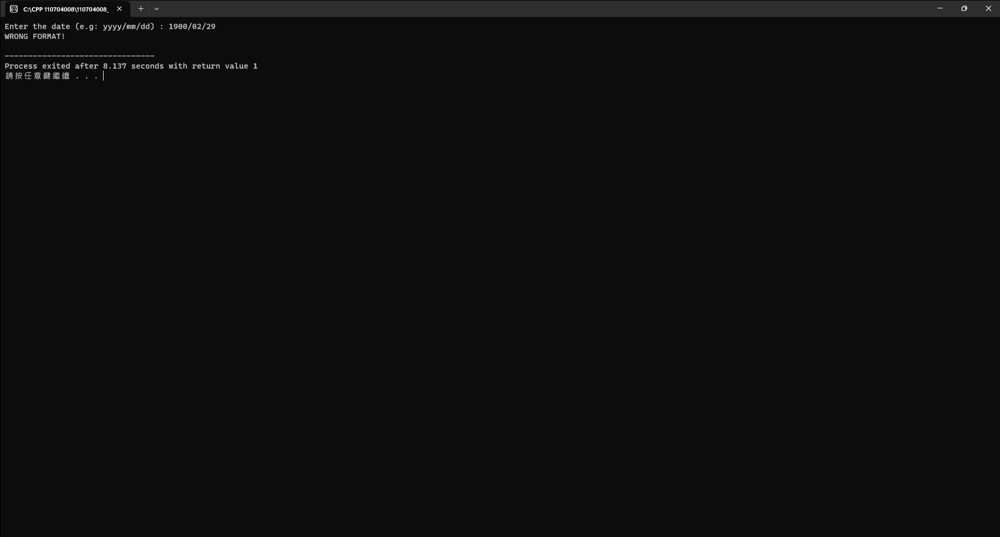 C:\CPP 110704008\110704008_
Enter the date (e.g: yyyy/mm/dd) : 1900/02/29
WRONG FORMAT!
--------------------------------
Process exited after 8.137 seconds with return value 1
請按任意鍵繼續 . . .